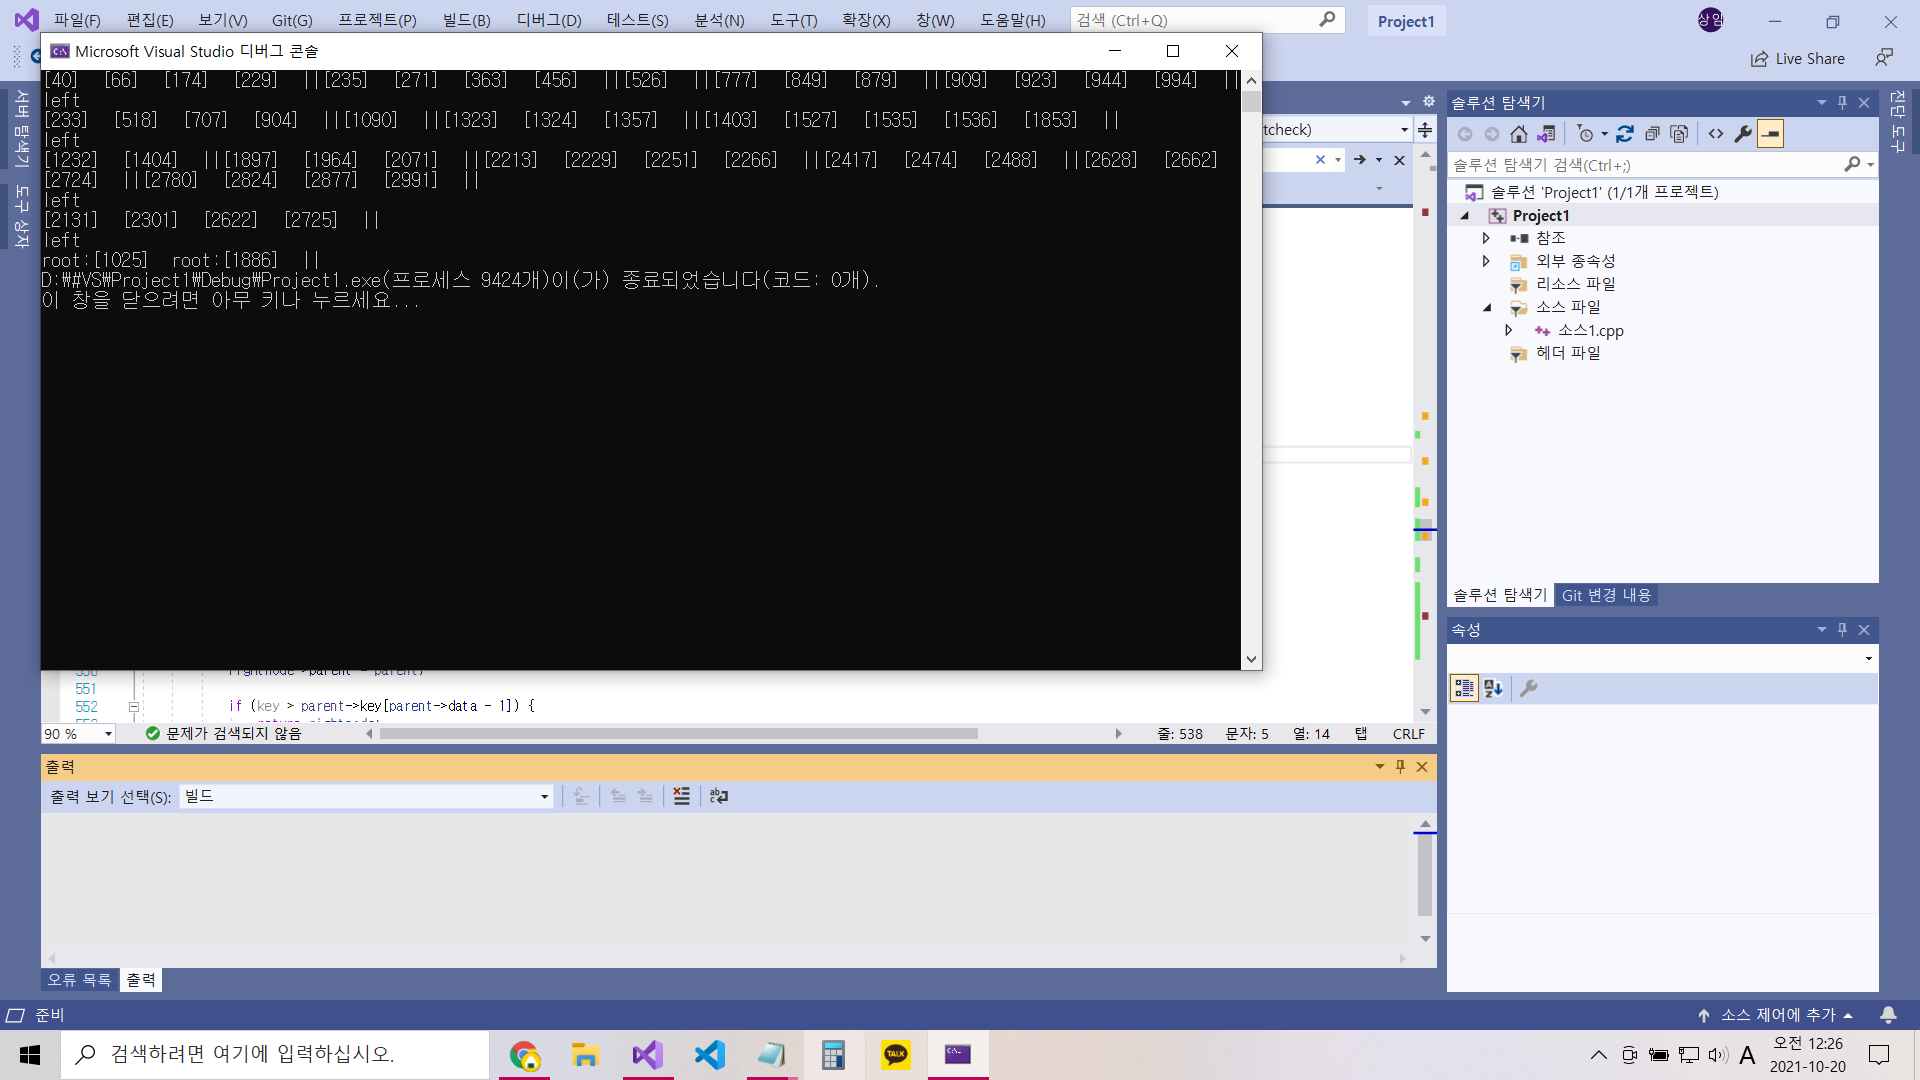 파일(F) 편집(E) 보기(V) Git(G) 프로젝트(P) 빌드(B) 디버그(D) 테스트(S) 분석(N) 도구(T) 확장(X) 창(W) 도움말(H) 검색 (Ctrl+Q) Project1 상임
Live Share
Microsoft Visual Studio 디버그 콘솔
[40] [66] [174] [229] ||[235] [271] [363] [456] ||[526] ||[777] [849] [879] ||[909] [923] [944] [994] ||
left
[233] [518] [707] [904] ||[1090] ||[1323] [1324] [1357] ||[1403] [1527] [1535] [1536] [1853] ||
left
[1232] [1404] ||[1897] [1964] [2071] ||[2213] [2229] [2251] [2266] ||[2417] [2474] [2488] ||[2628] [2662]
[2724] ||[2780] [2824] [2877] [2991] ||
left
[2131] [2301] [2622] [2725] ||
left
root:[1025] root:[1886] ||
D:₩##VS₩Project1₩Debug₩Project1.exe(프로세스 9424개)이(가) 종료되었습니다(코드: 0개).
이 창을 닫으려면 아무 키나 누르세요...
서버 탐색기
도구 상자
tcheck)
진단 도구
솔루션 탐색기
솔루션 탐색기 검색(Ctrl+;)
솔루션 'Project1' (1/1개 프로젝트)
Project1
참조
외부 종속성
리소스 파일
소스 파일
소스1.cpp
헤더 파일
솔루션 탐색기 Git 변경 내용
속성
551
552 if (key > parent->key[parent->data - 1]) {
90 % 문제가 검색되지 않음 줄: 538 문자: 5 열: 14 탭 CRLF
출력
출력 보기 선택(S): 빌드
오류 목록 출력
준비 소스 제어에 추가
검색하려면 여기에 입력하십시오.
TALK
A
오전 12:26
2021-10-20